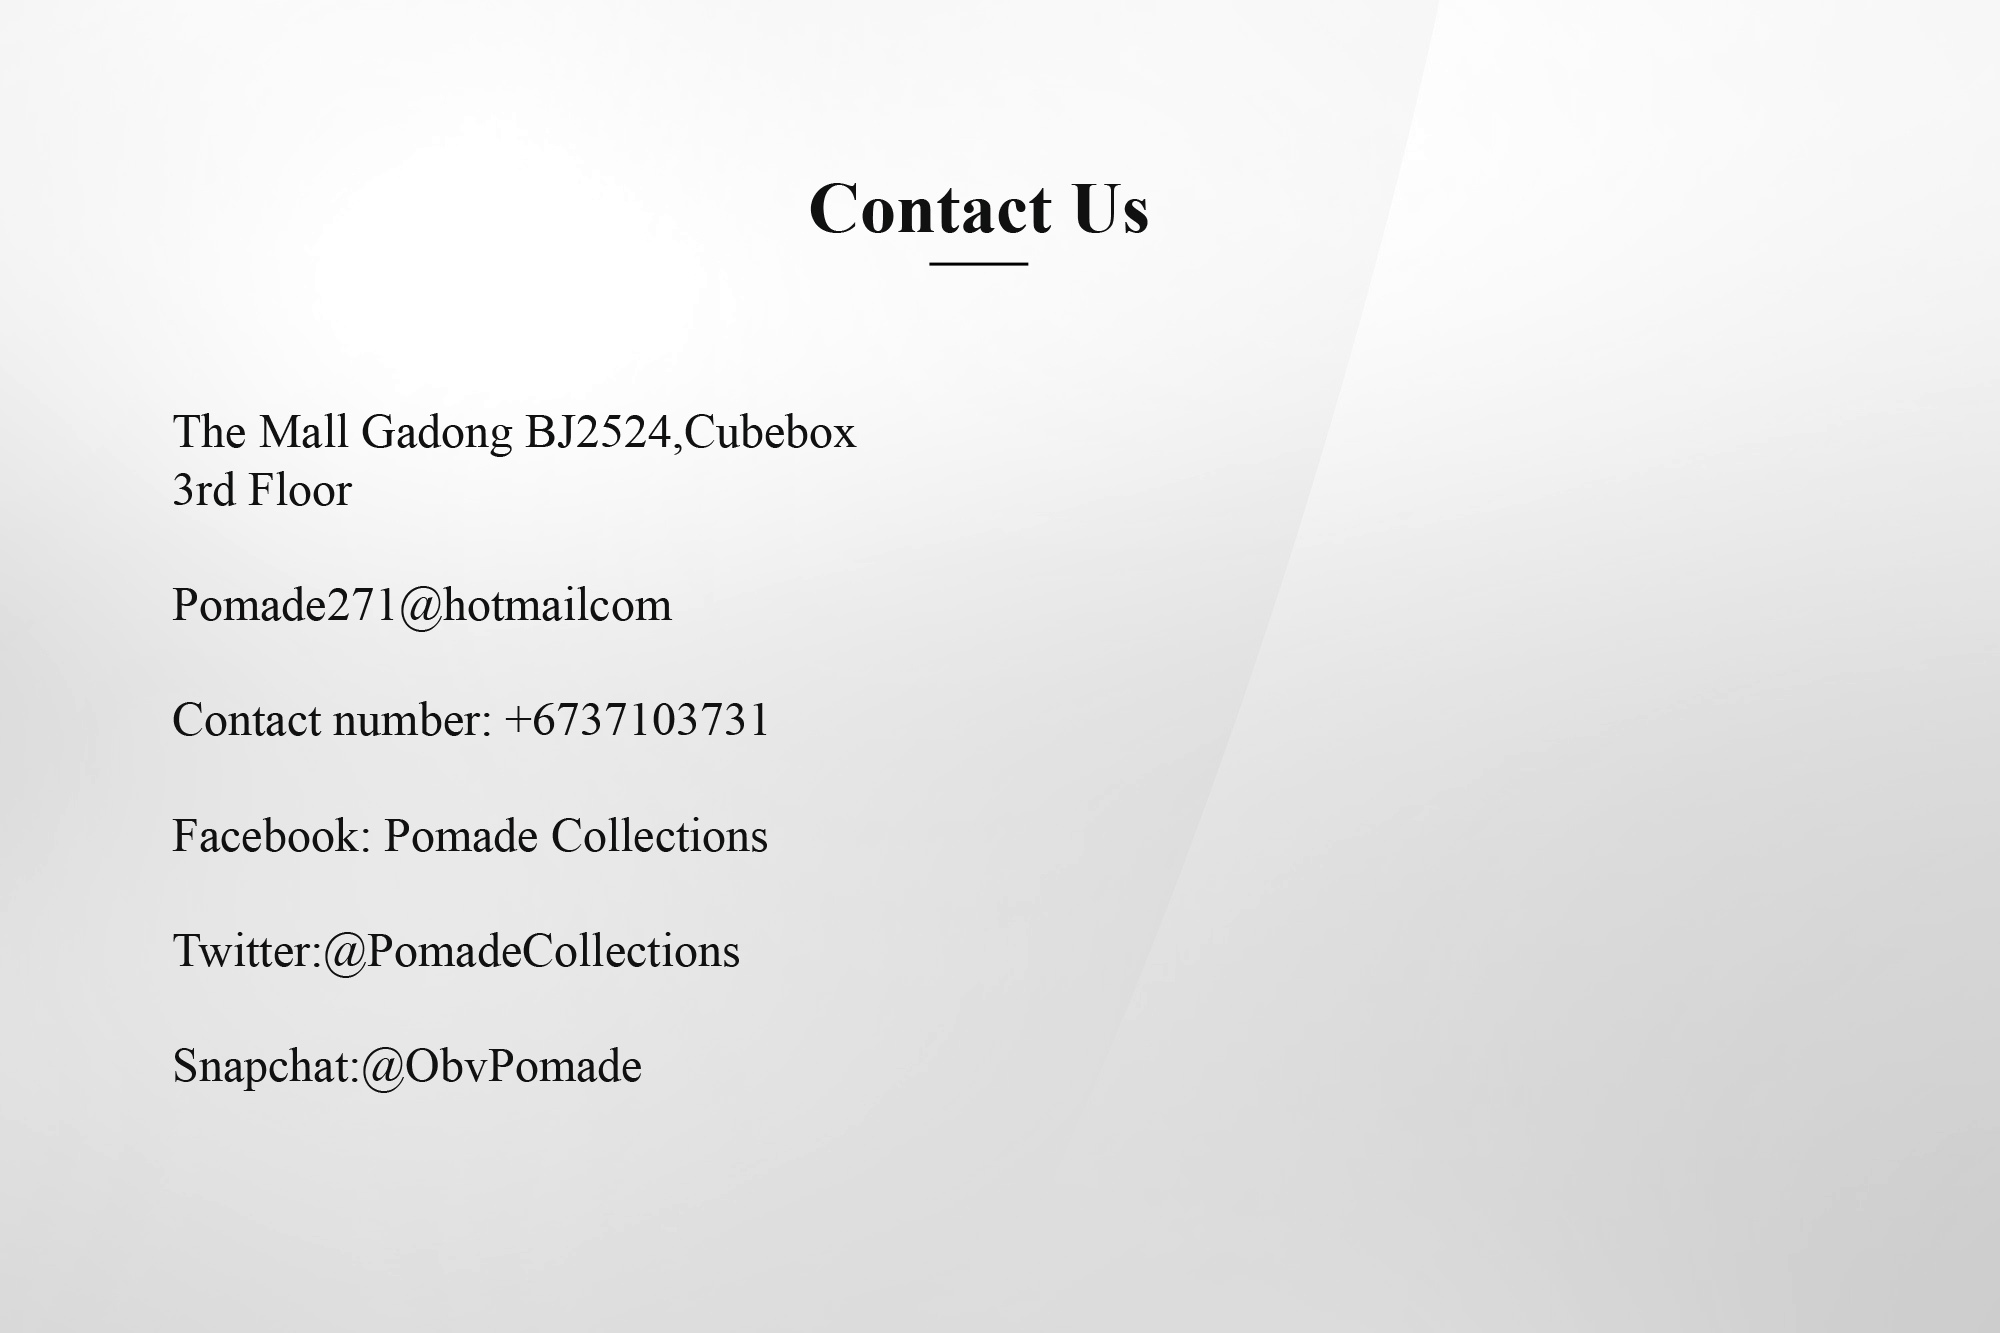 Contact Us
The Mall Gadong BJ2524,Cubebox
3rd Floor
Pomade271@hotmailcom
Contact number: +6737103731
Facebook: Pomade Collections
Twitter:@PomadeCollections
Snapchat:@ObvPomade